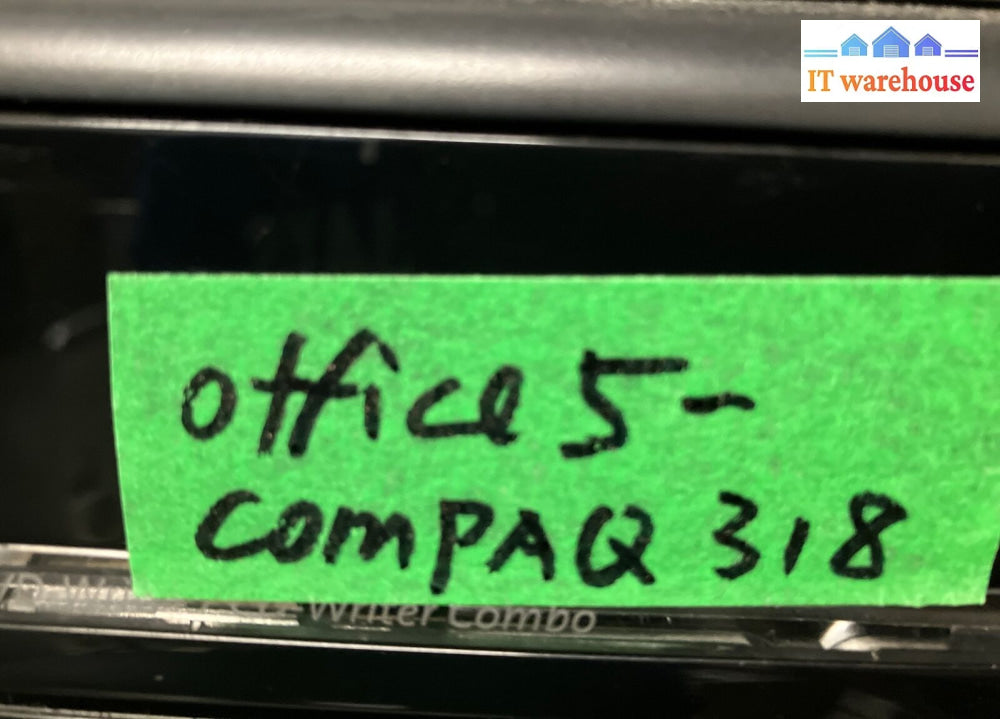 IT warehouse
office 5-
COMPAQ 318
Writer Combo